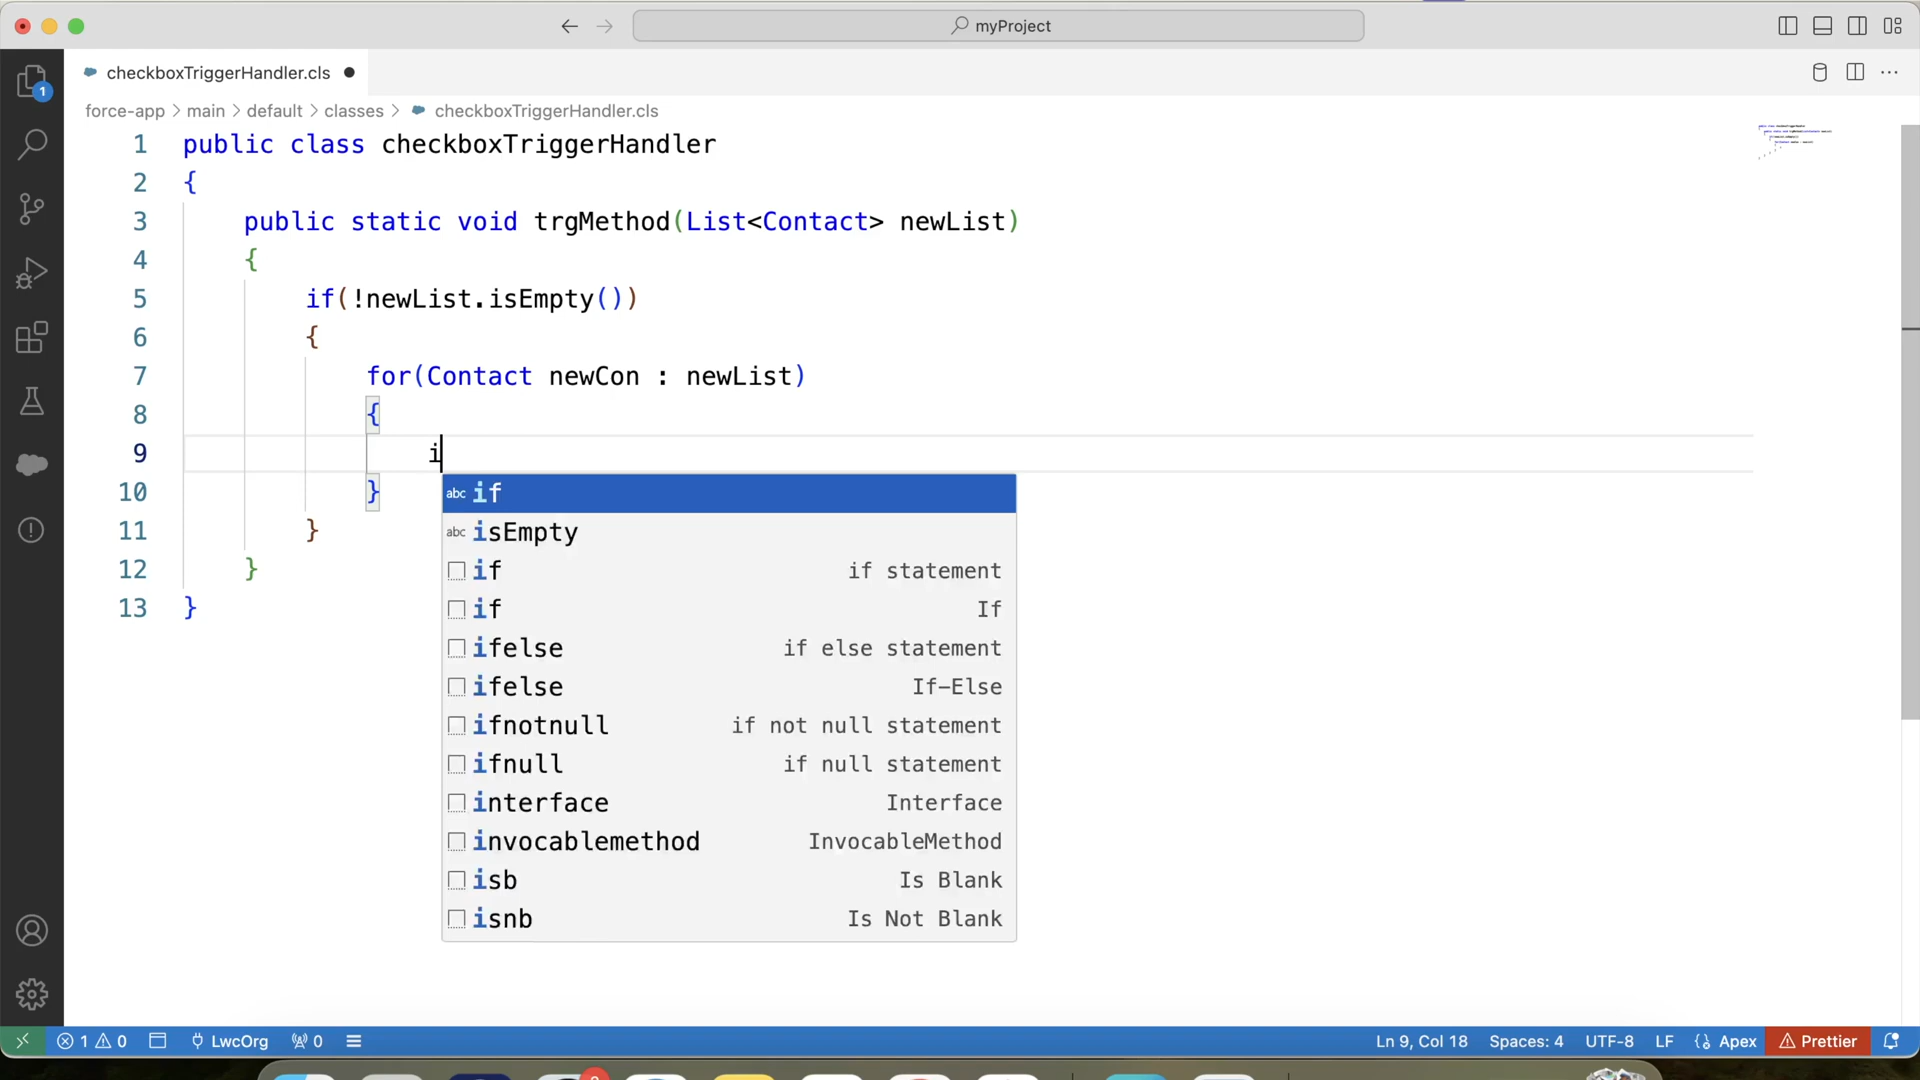 myProject
checkboxTriggerHandler.cls
force-app > main > default > classes > checkboxTriggerHandler.cls
1 public class checkboxTriggerHandler
2 {
3 public static void trgMethod(List<Contact> newList)
4 {
5 if(!newList.isEmpty())
6 {
7 for(Contact newCon : newList)
8 {
9 i
10 }
11 }
12 }
13 }
abc if
abc isEmpty
if if statement
if If
ifelse if else statement
ifelse If-Else
ifnotnull if not null statement
ifnull if null statement
interface Interface
invocablemethod InvocableMethod
isb Is Blank
isnb Is Not Blank
1
1 0 LwcOrg 0 Ln 9, Col 18 Spaces: 4 UTF-8 LF Apex Prettier